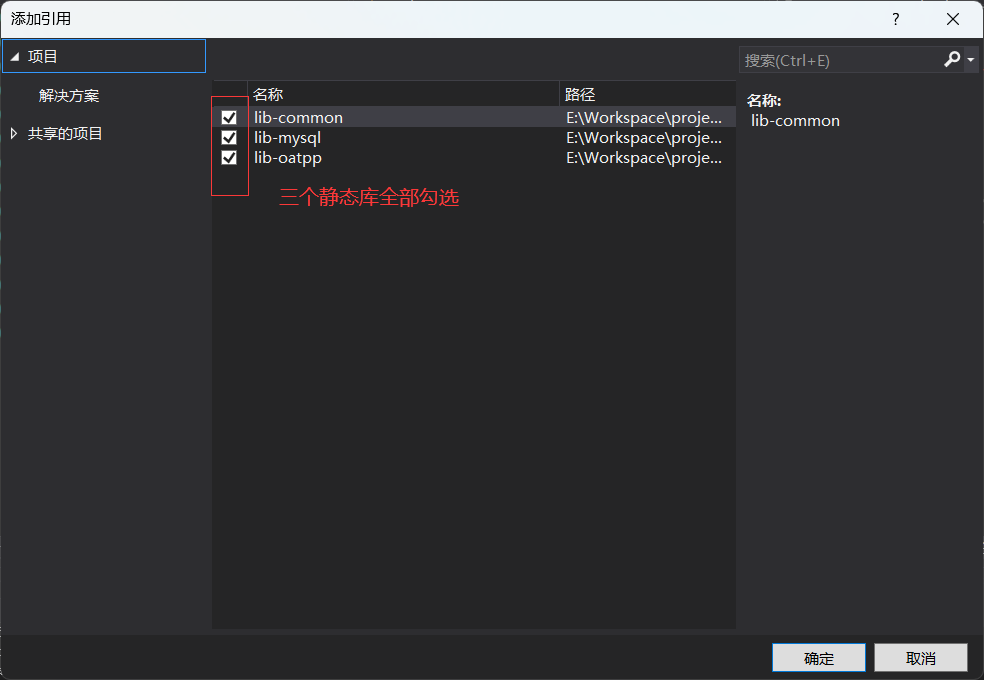 添加引用
?
项目
解决方案
共享的项目
名称 路径
lib-common E:\Workspace\proje...
lib-mysql E:\Workspace\proje...
lib-oatpp E:\Workspace\proje...
三个静态库全部勾选
搜索(Ctrl+E)
名称:
lib-common
确定 取消